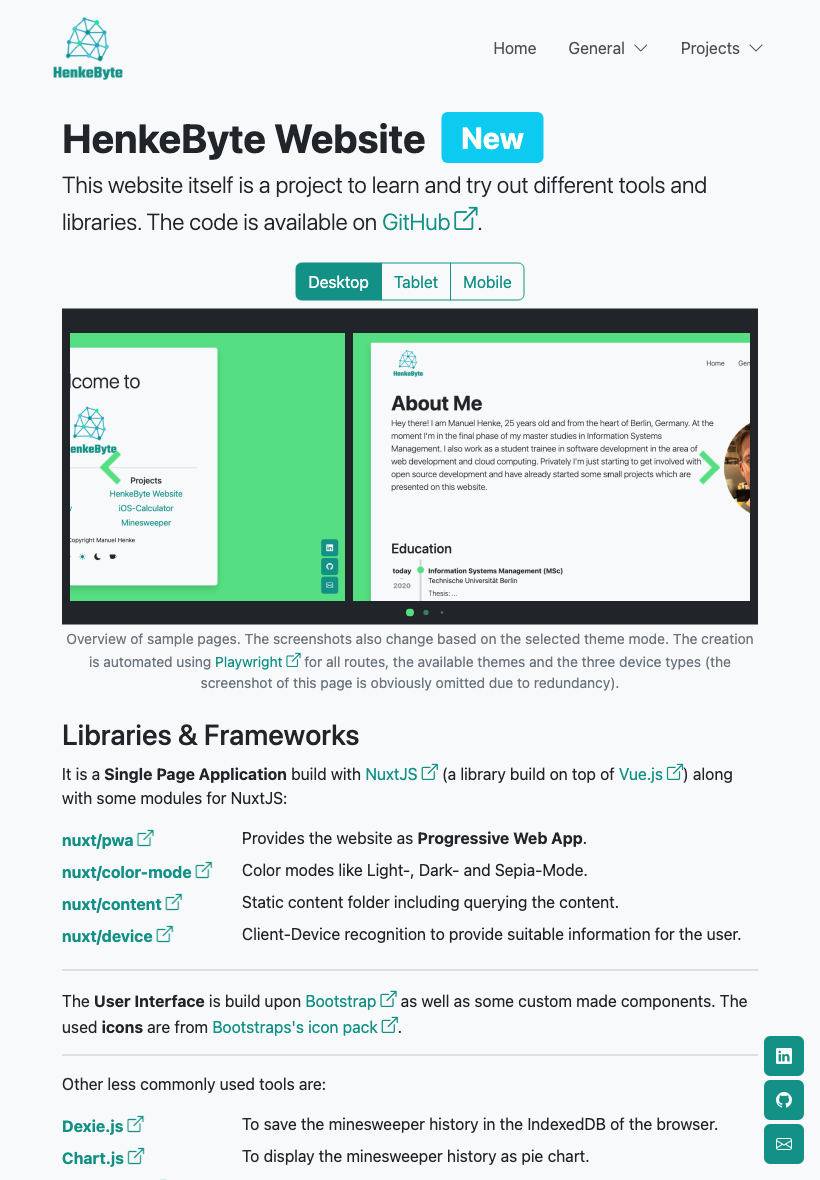 HenkeByte
Home General Projects
HenkeByte Website New
This website itself is a project to learn and try out different tools and
libraries. The code is available on GitHub.
Desktop Tablet Mobile
lcome to
enkeByte
Projects
HenkeByte Website
iOS-Calculator
Minesweeper
Copyright Manuel Henke
HenkeByte
Home Gen
About Me
Hey there! I am Manuel Henke, 25 years old and from the heart of Berlin, Germany. At the
moment I'm in the final phase of my master studies in Information Systems
Management. I also work as a student trainee in software development in the area of
web development and cloud computing. Privately I'm just starting to get involved with
open source development and have already started some small projects which are
presented on this website.
Education
today
2020
Information Systems Management (MSc)
Technische Universität Berlin
Thesis: ...
Overview of sample pages. The screenshots also change based on the selected theme mode. The creation
is automated using Playwright for all routes, the available themes and the three device types (the
screenshot of this page is obviously omitted due to redundancy).
Libraries & Frameworks
It is a Single Page Application build with NuxtJS (a library build on top of Vue.js) along
with some modules for NuxtJS:
nuxt/pwa Provides the website as Progressive Web App.
nuxt/color-mode Color modes like Light-, Dark- and Sepia-Mode.
nuxt/content Static content folder including querying the content.
nuxt/device Client-Device recognition to provide suitable information for the user.
The User Interface is build upon Bootstrap as well as some custom made components. The
used icons are from Bootstraps's icon pack.
Other less commonly used tools are:
Dexie.js To save the minesweeper history in the IndexedDB of the browser.
Chart.js To display the minesweeper history as pie chart.